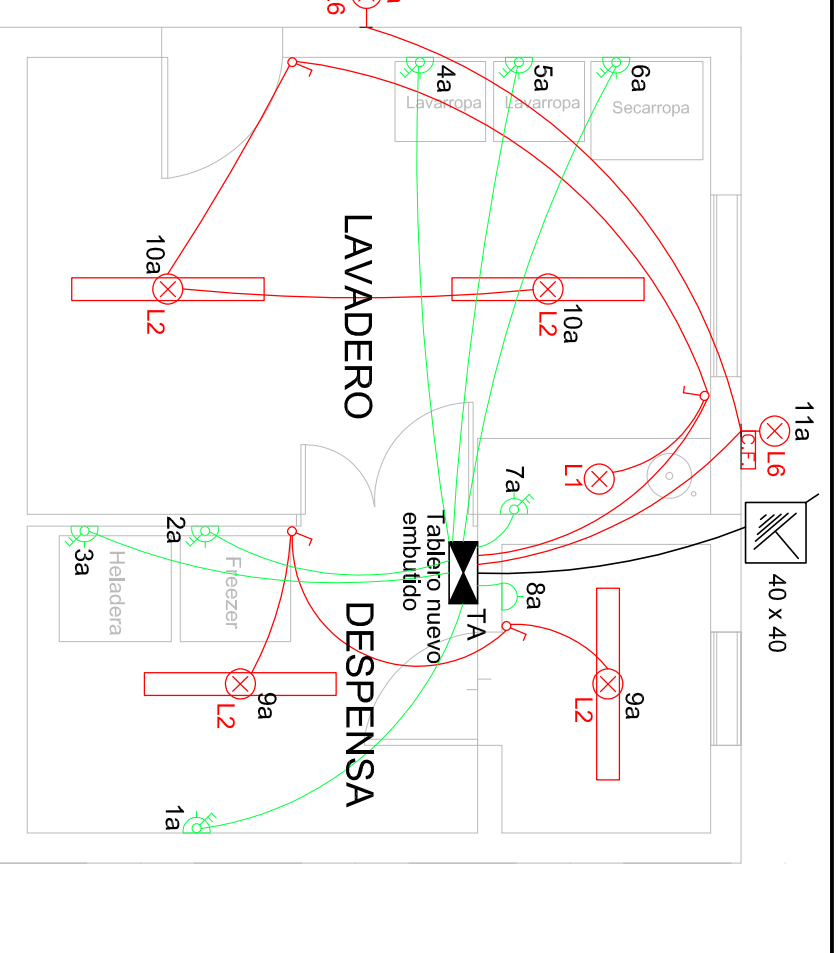 L6
4a
5a
6a
Lavarropa
Lavarropa
Secarropa
LAVADERO
10a
L2
10a
L2
11a
L6
C.F.
L1
7a
40 x 40
Tablero nuevo
embutido
TA
8a
2a
3a
Heladera
Freezer
DESPENSA
9a
L2
9a
L2
1a